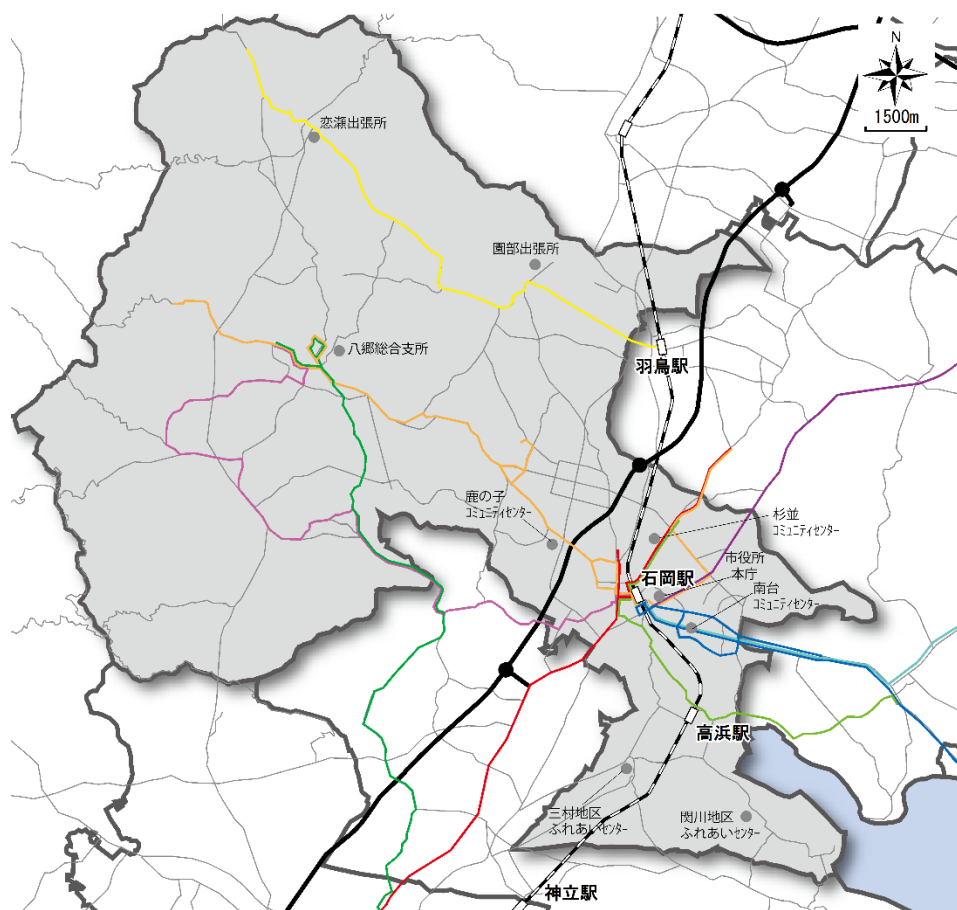 N
1500m
恋瀬出張所
園部出張所
八郷総合支所
羽鳥駅
鹿の子
コミュニティセンター
杉並
コミュニティセンター
市役所
本庁
石岡駅
南台
コミュニティセンター
高浜駅
三村地区
ふれあいセンター
関川地区
ふれあいセンター
神立駅